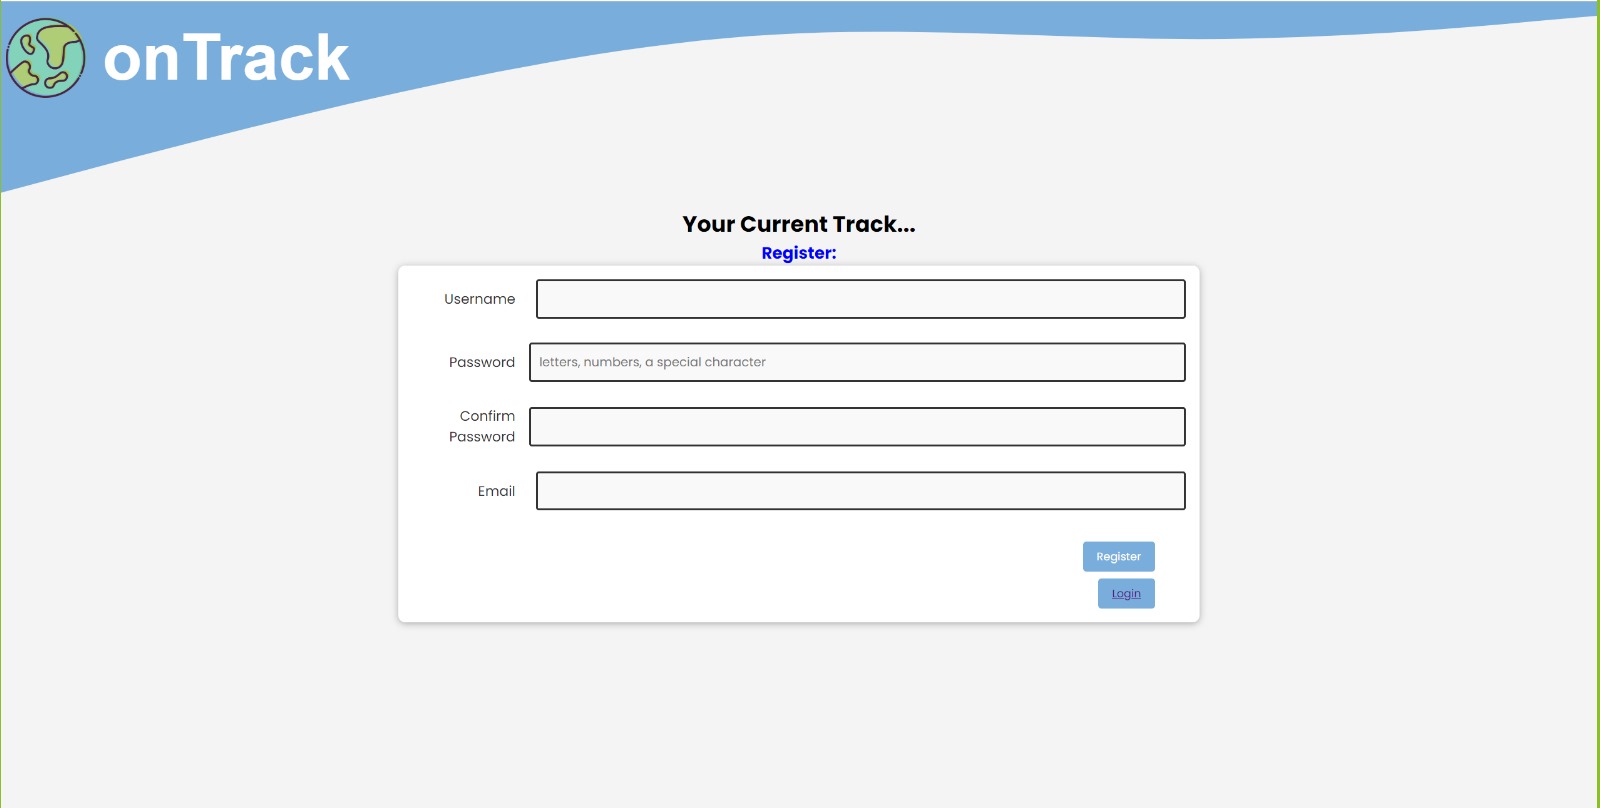 onTrack
Your Current Track...
Register:
Username
Password
letters, numbers, a special character
Confirm
Password
Email
Register
Login